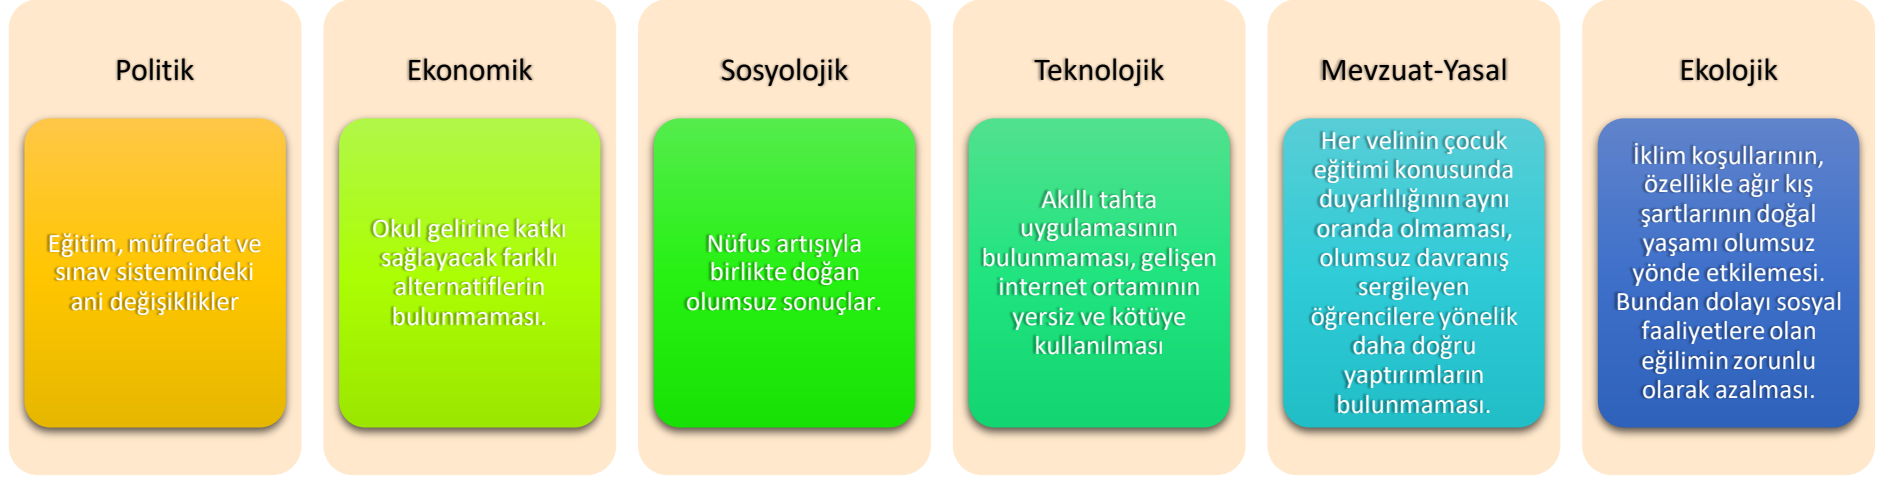 Politik
Eğitim, müfredat ve
sınav sistemindeki
ani değişiklikler
Ekonomik
Okul gelirine katkı
sağlayacak farklı
alternatiflerin
bulunmaması.
Sosyolojik
Nüfus artışıyla
birlikte doğan
olumsuz sonuçlar.
Teknolojik
Akıllı tahta
uygulamasının
bulunmaması, gelişen
internet ortamının
yersiz ve kötüye
kullanılması
Mevzuat-Yasal
Her velinin çocuk
eğitimi konusunda
duyarlılığının aynı
oranda olmaması,
olumsuz davranış
sergileyen
öğrencilere yönelik
daha doğru
yaptırımların
bulunmaması.
Ekolojik
İklim koşullarının,
özellikle ağır kış
şartlarının doğal
yaşamı olumsuz
yönde etkilemesi.
Bundan dolayı sosyal
faaliyetlere olan
eğilimin zorunlu
olarak azalması.